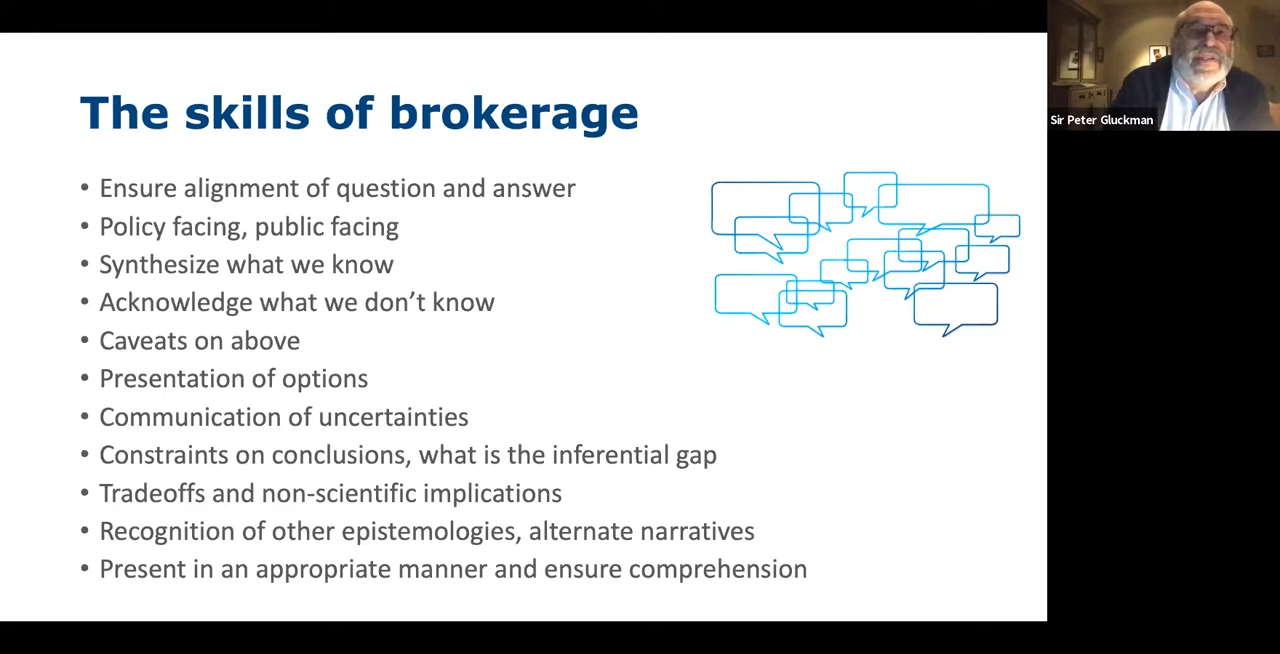 The skills of brokerage
• Ensure alignment of question and answer
• Policy facing, public facing
• Synthesize what we know
• Acknowledge what we don’t know
• Caveats on above
• Presentation of options
• Communication of uncertainties
• Constraints on conclusions, what is the inferential gap
• Tradeoffs and non-scientific implications
• Recognition of other epistemologies, alternate narratives
• Present in an appropriate manner and ensure comprehension
Sir Peter Gluckman